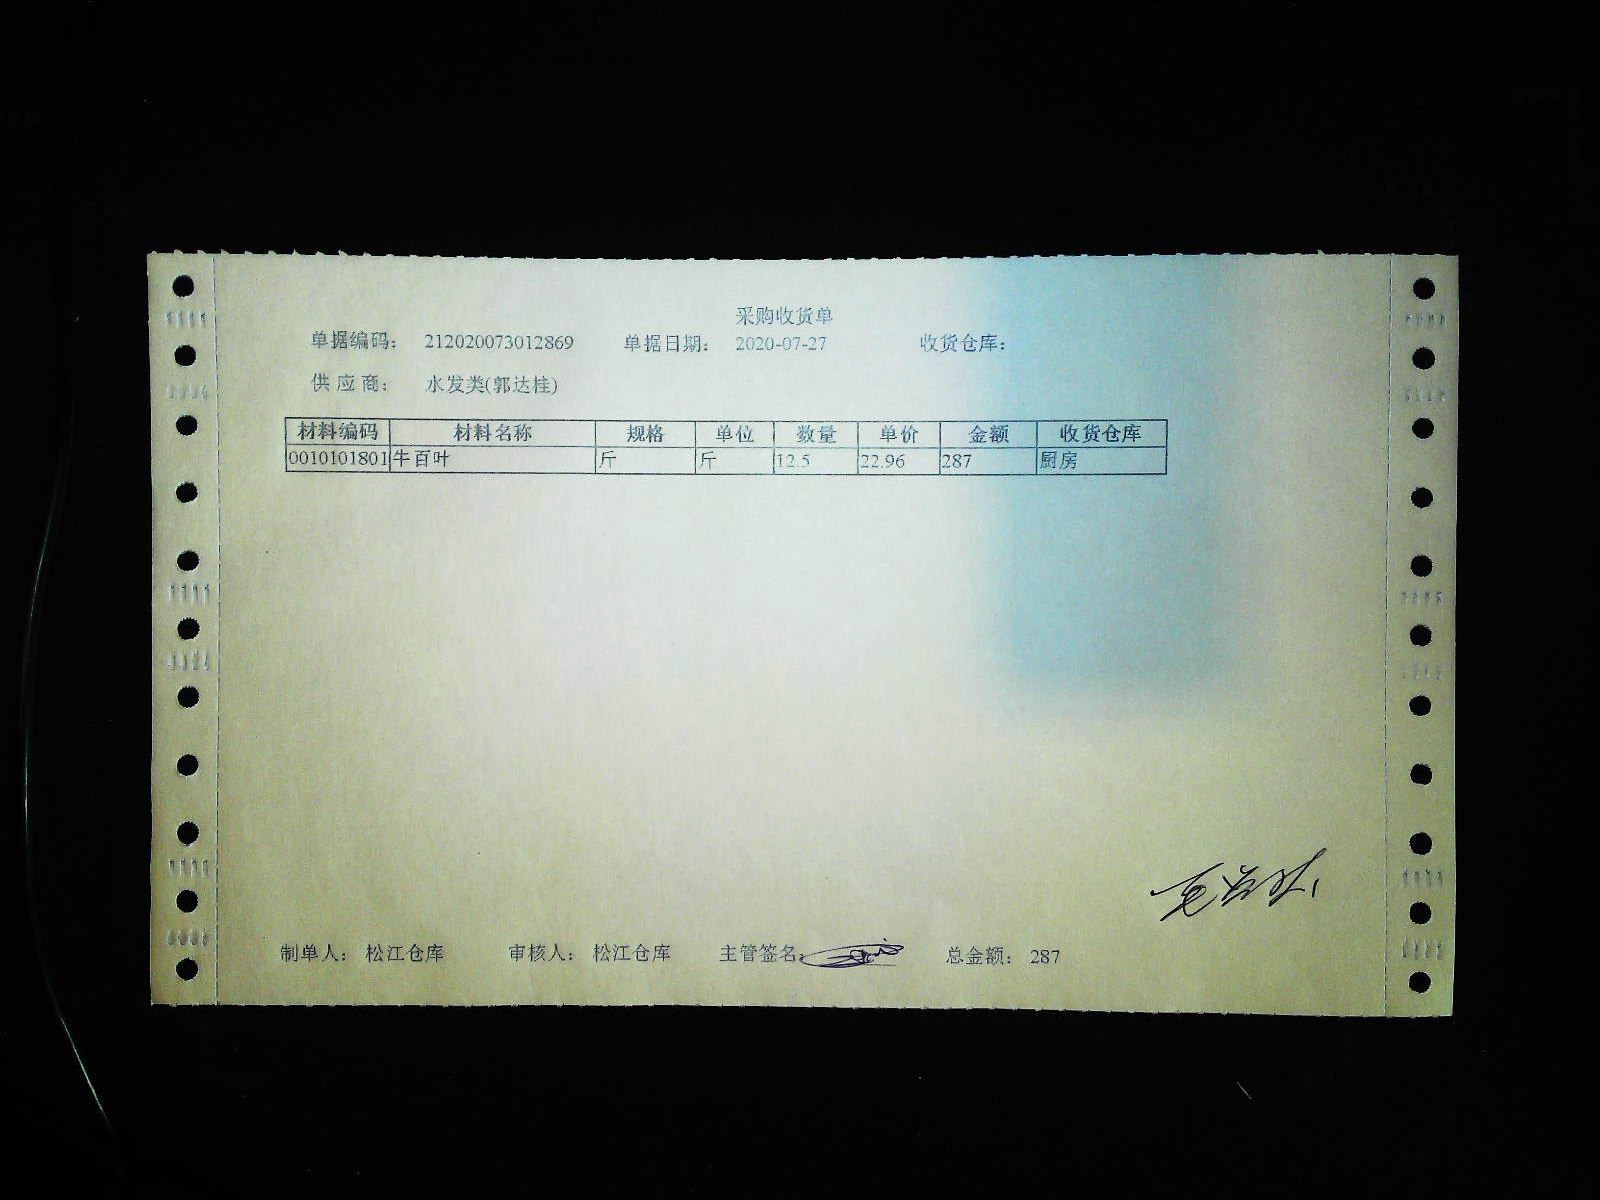 采购收货单
单据编码： 212020073012869 单据日期： 2020-07-27 收货仓库：
供应商： 水发类(郭达桂)
材料编码 材料名称 规格 单位 数量 单价 金额 收货仓库
0010101801 牛百叶 斤 斤 12.5 22.96 287 厨房
制单人： 松江仓库 审核人： 松江仓库 主管签名: 总金额： 287